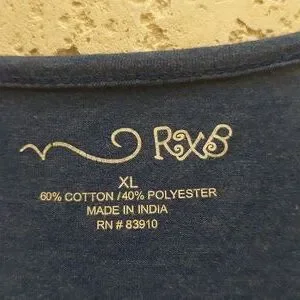 RXB
XL
60% COTTON / 40% POLYESTER
MADE IN INDIA
RN # 83910